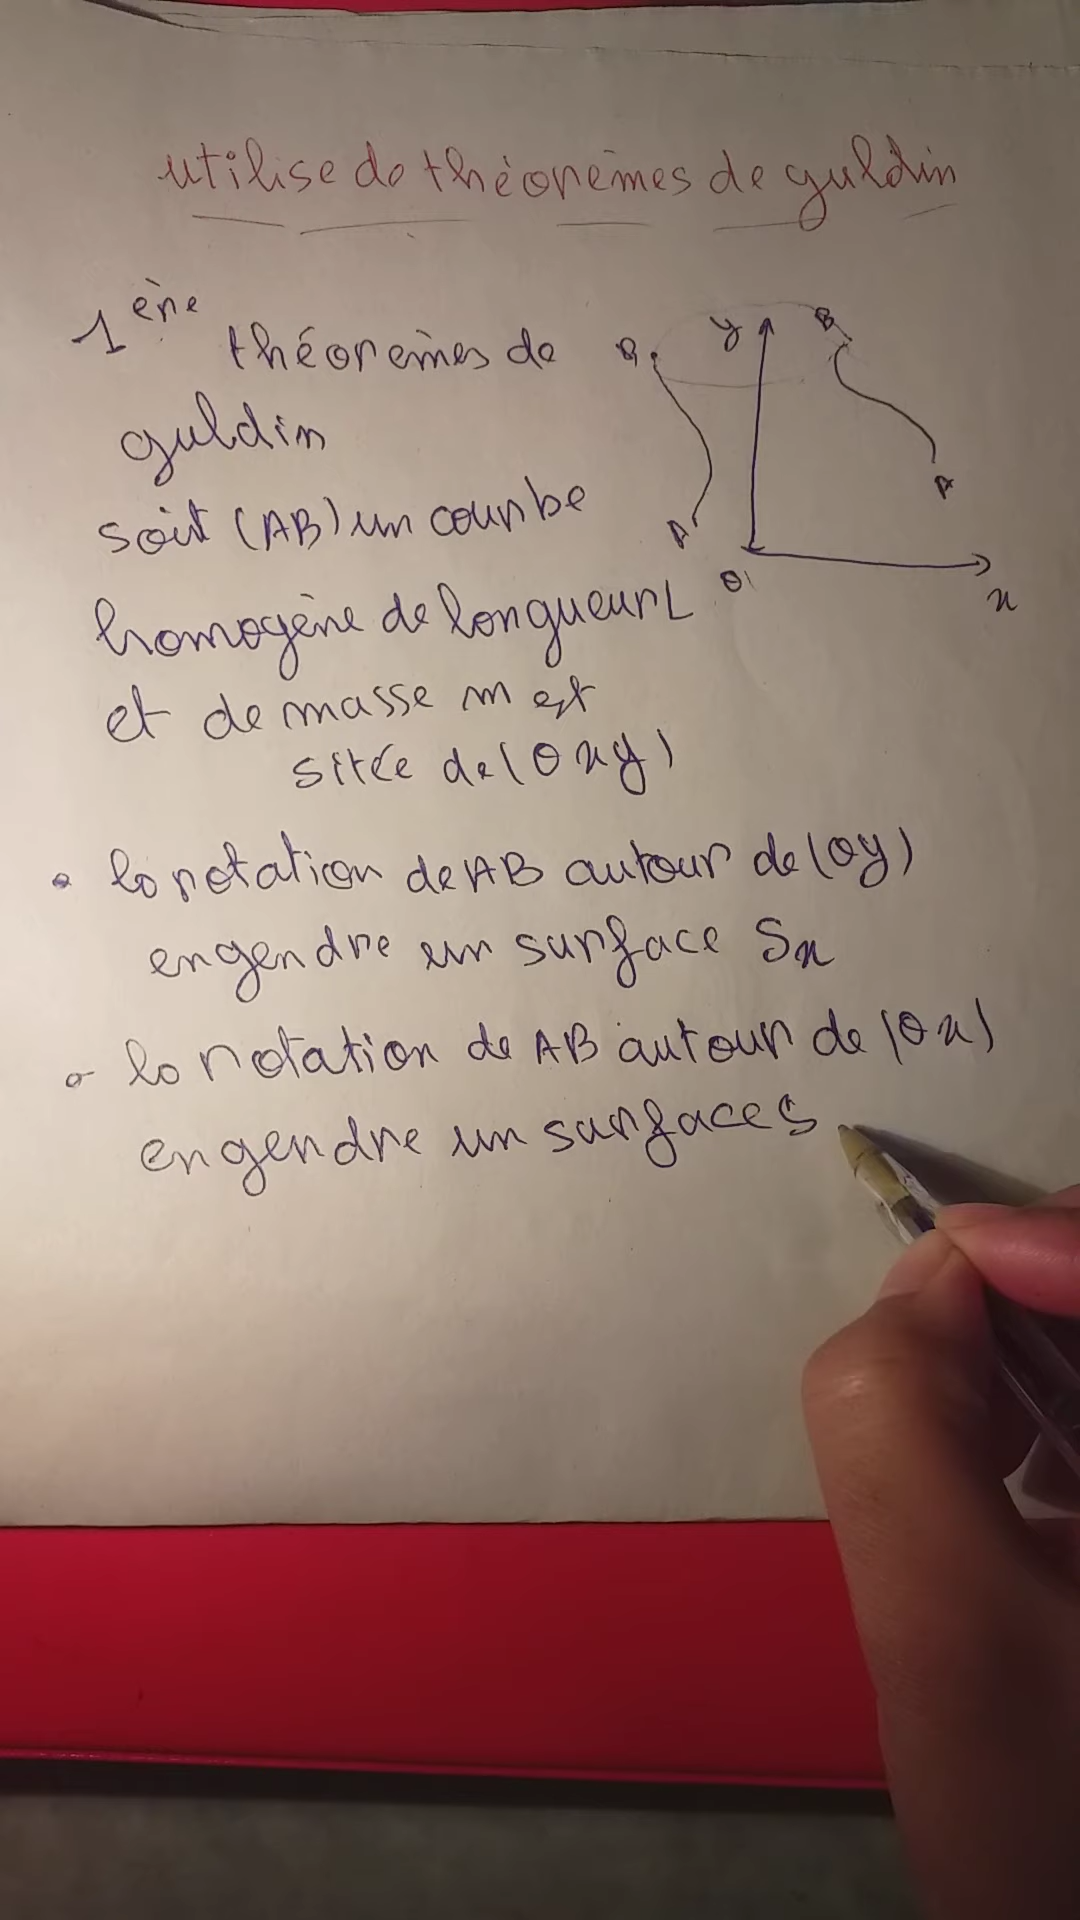 utilise de théorèmes de guldin
1ère théorèmes de
guldin
soit (AB) un courbe
homogène de longueur L
et de masse m est
sitée de (Oxy)
• la rotation de AB autour de (Oy)
engendre un surface Sx
• la rotation de AB autour de (Ox)
engendre un surface S
B
y
B
A
A
O
x